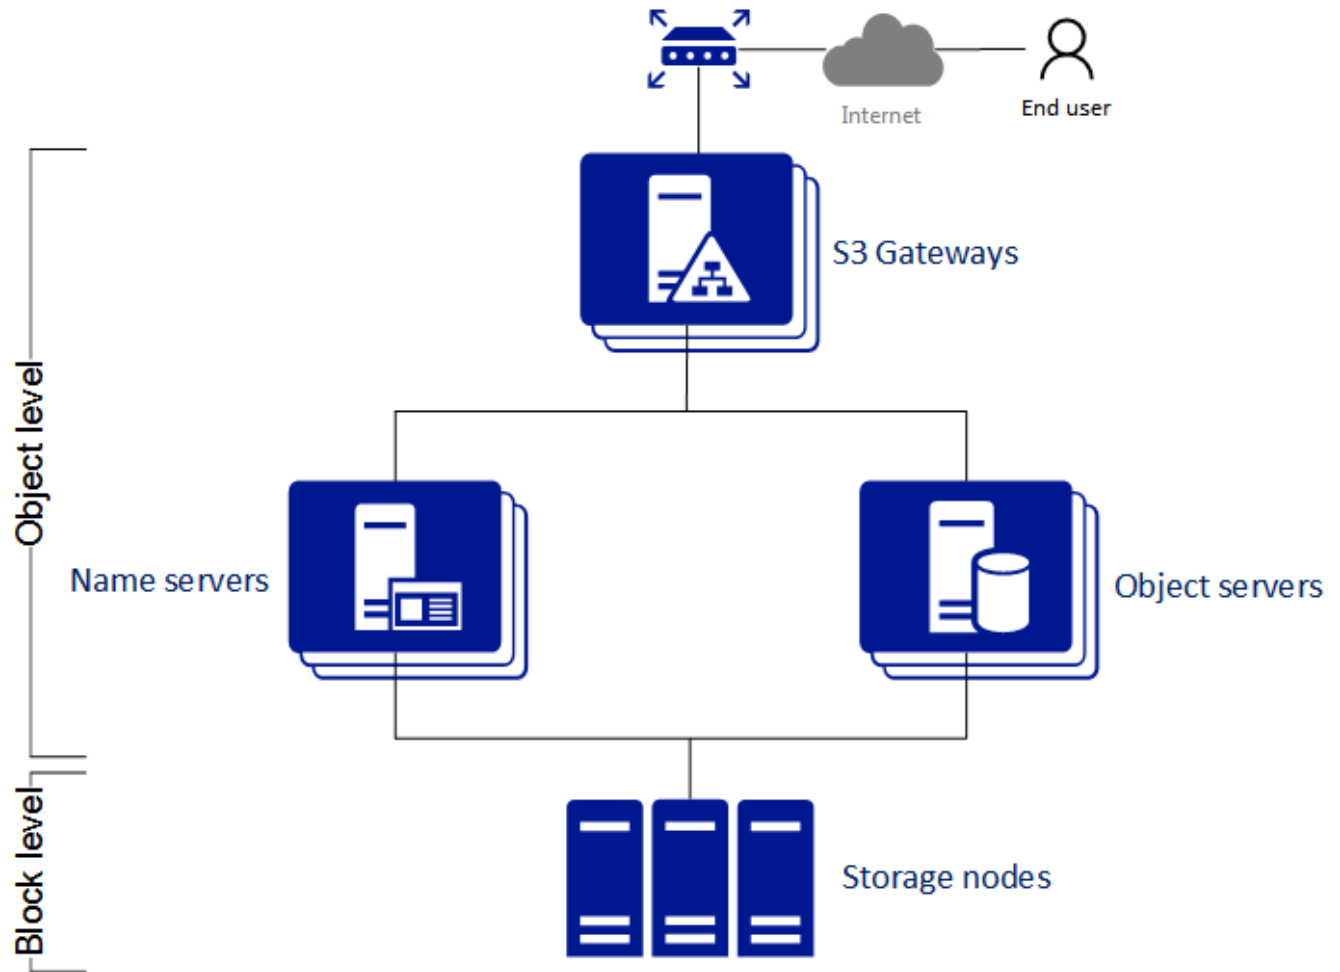 Internet
End user
S3 Gateways
Object level
Name servers
Object servers
Block level
Storage nodes